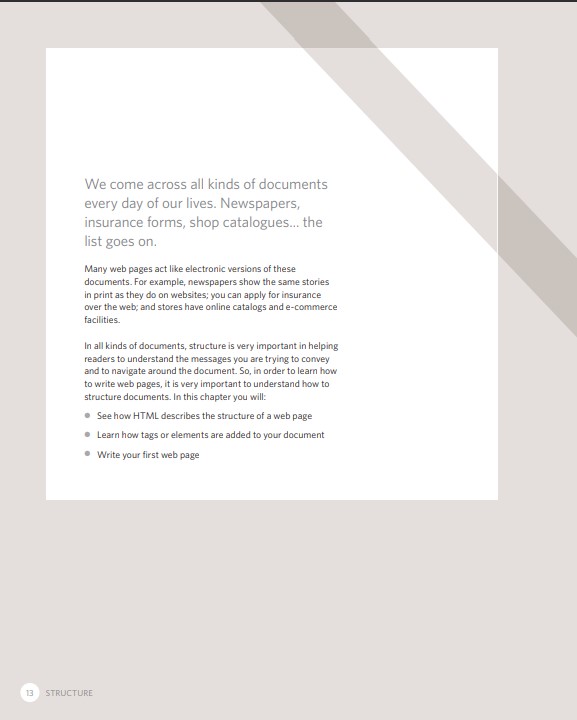 We come across all kinds of documents
every day of our lives. Newspapers,
insurance forms, shop catalogues... the
list goes on.
Many web pages act like electronic versions of these
documents. For example, newspapers show the same stories
in print as they do on websites; you can apply for insurance
over the web; and stores have online catalogs and e-commerce
facilities.
In all kinds of documents, structure is very important in helping
readers to understand the messages you are trying to convey
and to navigate around the document. So, in order to learn how
to write web pages, it is very important to understand how to
structure documents. In this chapter you will:
See how HTML describes the structure of a web page
Learn how tags or elements are added to your document
Write your first web page
13 STRUCTURE